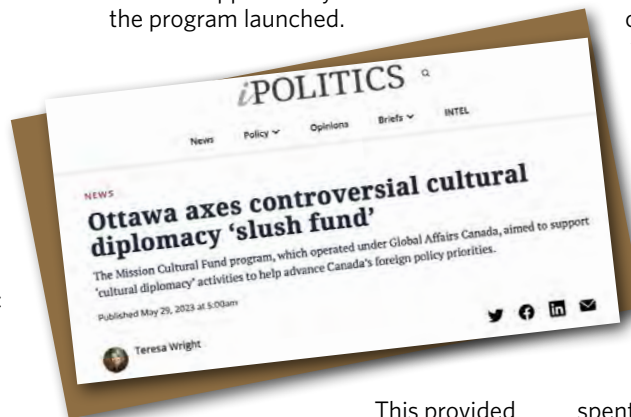 the program launched.
iPOLITICS
News Policy Opinions Briefs INTEL
NEWS
Ottawa axes controversial cultural
diplomacy ‘slush fund’
The Mission Cultural Fund program, which operated under Global Affairs Canada, aimed to support
‘cultural diplomacy’ activities to help advance Canada's foreign policy priorities.
Published May 29, 2023 at 5:00am
Teresa Wright
This provided spent